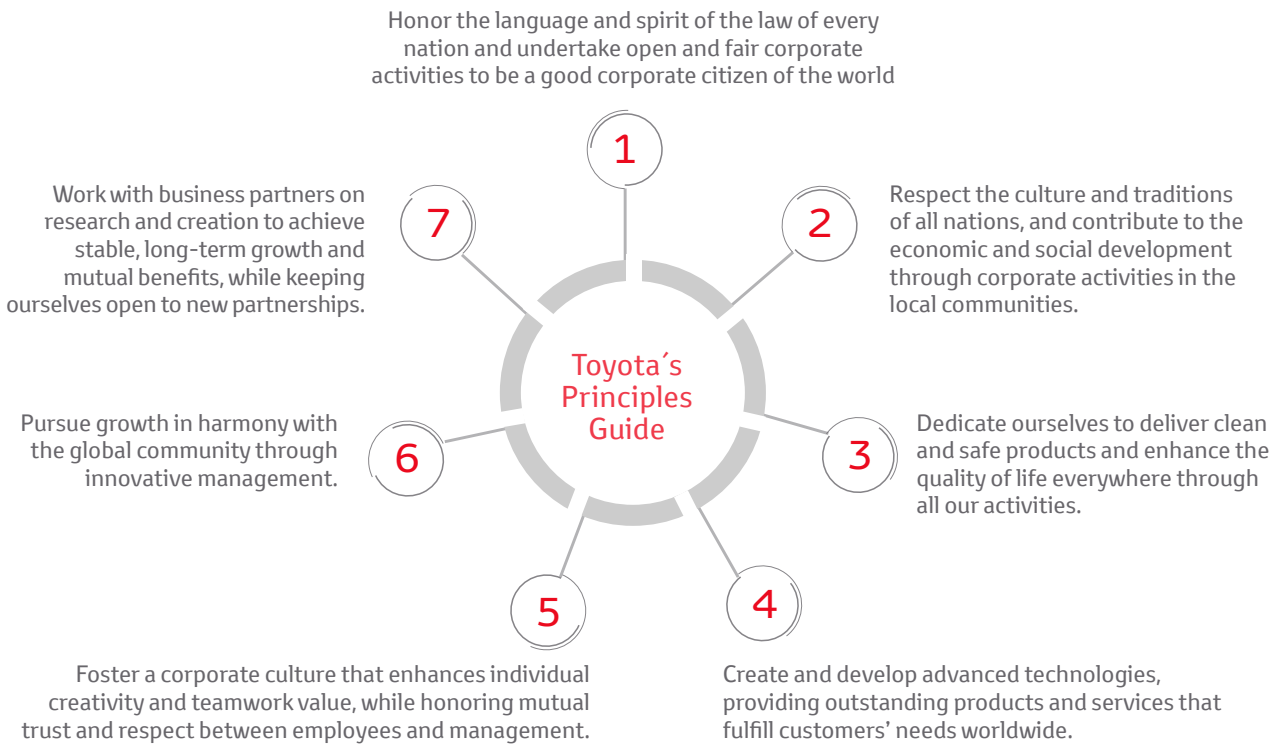 Honor the language and spirit of the law of every
nation and undertake open and fair corporate
activities to be a good corporate citizen of the world
1
2
Respect the culture and traditions
of all nations, and contribute to the
economic and social development
through corporate activities in the
local communities.
3
Dedicate ourselves to deliver clean
and safe products and enhance the
quality of life everywhere through
all our activities.
4
Create and develop advanced technologies,
providing outstanding products and services that
fulfill customers’ needs worldwide.
5
Foster a corporate culture that enhances individual
creativity and teamwork value, while honoring mutual
trust and respect between employees and management.
6
Pursue growth in harmony with
the global community through
innovative management.
7
Work with business partners on
research and creation to achieve
stable, long-term growth and
mutual benefits, while keeping
ourselves open to new partnerships.
Toyota´s
Principles
Guide